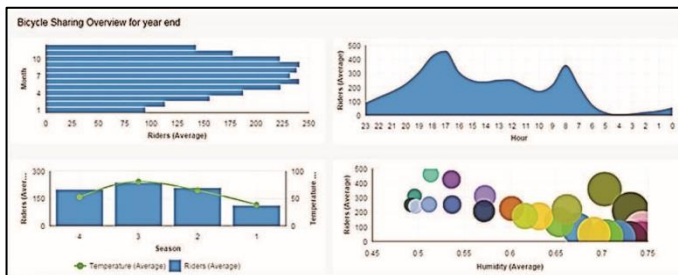 Bicycle Sharing Overview for year end
Month
10
7
4
1
0 25 50 75 100 125 150 175 200 225 250
Riders (Average)
Riders (Average)
500
400
300
200
100
0
23 22 21 20 19 18 17 16 15 14 13 12 11 10 9 8 7 6 5 4 3 2 1 0
Hour
Riders (Aver...
300
150
0
100
50
0
Temperature ...
4 3 2 1
Season
Temperature (Average) Riders (Average)
Riders (Average)
500
400
300
200
100
0
0.45 0.5 0.55 0.6 0.65 0.7 0.75
Humidity (Average)